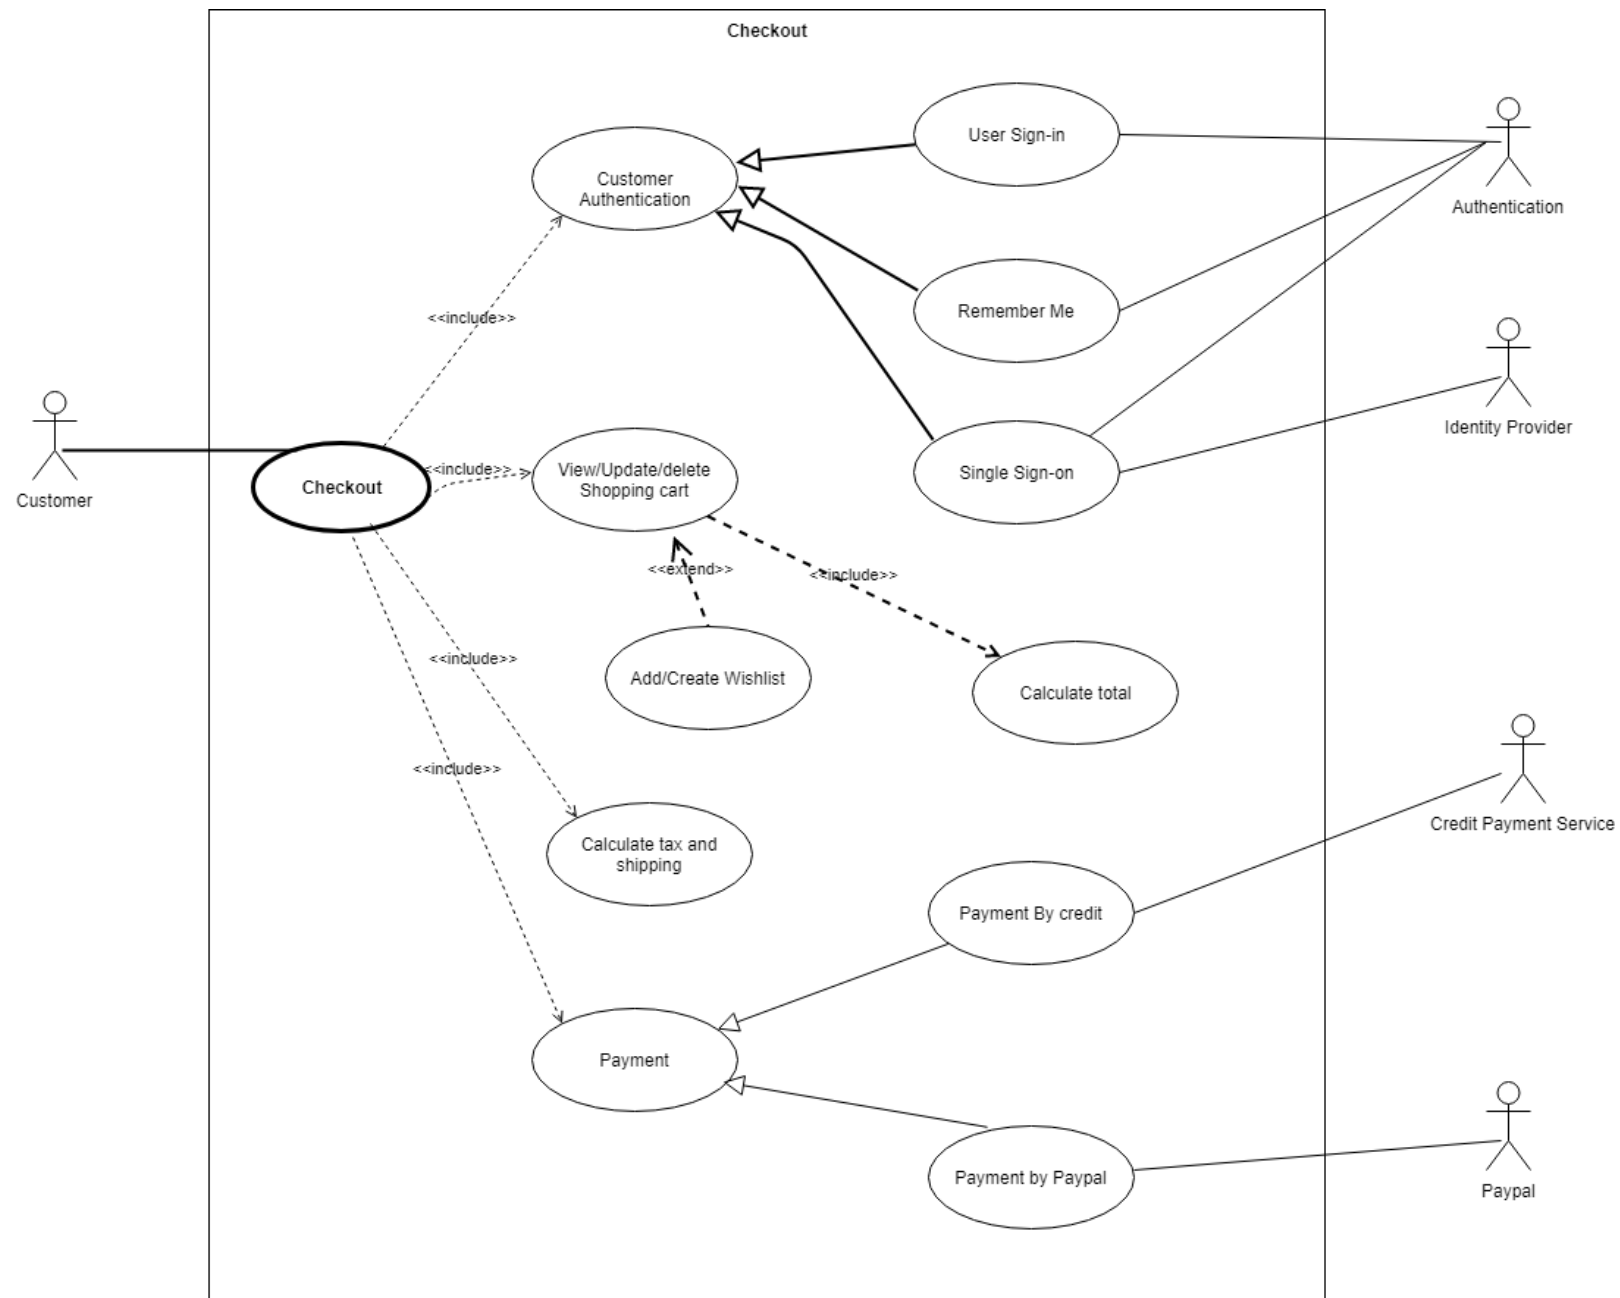 Checkout
User Sign-in
Customer
Authentication
Authentication
<<include>>
Remember Me
Identity Provider
Customer
Checkout
<<include>>
View/Update/delete
Shopping cart
Single Sign-on
<<extend>>
<<include>>
<<include>>
Add/Create Wishlist
Calculate total
<<include>>
Credit Payment Service
Calculate tax and
shipping
Payment By credit
Payment
Payment by Paypal
Paypal